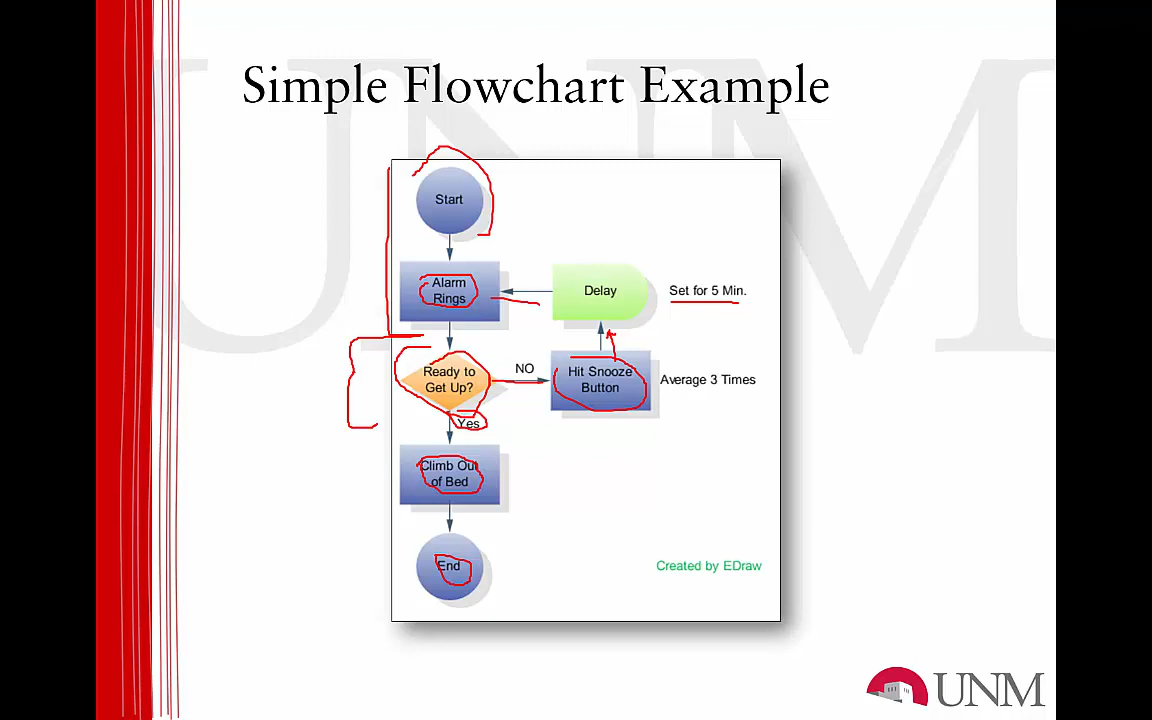 Simple Flowchart Example
Start
Alarm
Rings
Delay
Set for 5 Min.
Ready to
Get Up?
NO
Hit Snooze
Button
Average 3 Times
Yes
Climb Out
of Bed
End
Created by EDraw
UNM
UNM